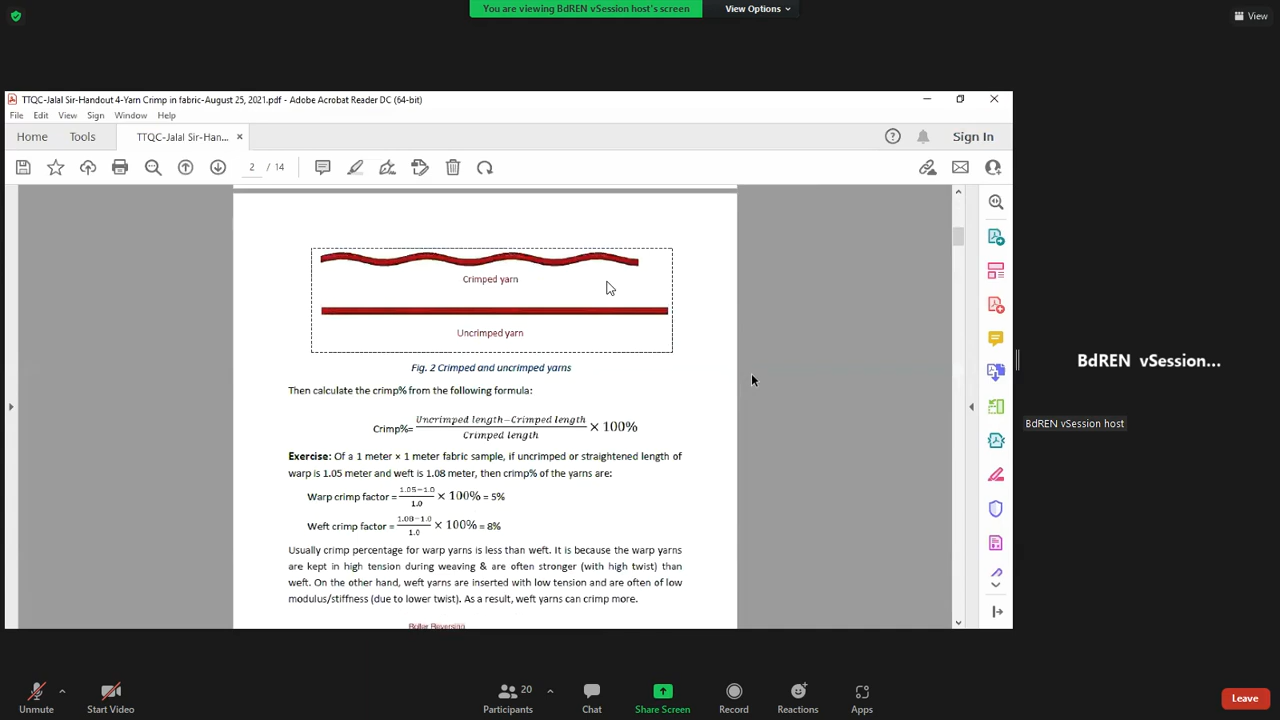 You are viewing BdREN vSession host's screen
View Options
View
TTQC-Jalal Sir-Handout 4-Yarn Crimp in fabric-August 25, 2021.pdf - Adobe Acrobat Reader DC (64-bit)
File Edit View Sign Window Help
Home Tools TTQC-Jalal Sir-Han... × Sign In
2 / 14
Crimped yarn
Uncrimped yarn
Fig. 2 Crimped and uncrimped yarns
Then calculate the crimp% from the following formula:
Uncrimped length−Crimped length
Crimp%= × 100%
Crimped length
Exercise: Of a 1 meter × 1 meter fabric sample, if uncrimped or straightened length of
warp is 1.05 meter and weft is 1.08 meter, then crimp% of the yarns are:
1.05−1.0
Warp crimp factor = × 100% = 5%
1.0
1.08−1.0
Weft crimp factor = × 100% = 8%
1.0
Usually crimp percentage for warp yarns is less than weft. It is because the warp yarns
are kept in high tension during weaving & are often stronger (with high twist) than
weft. On the other hand, weft yarns are inserted with low tension and are often of low
modulus/stiffness (due to lower twist). As a result, weft yarns can crimp more.
BdREN vSession...
BdREN vSession host
Unmute Start Video Participants 20 Chat Share Screen Record Reactions Apps Leave